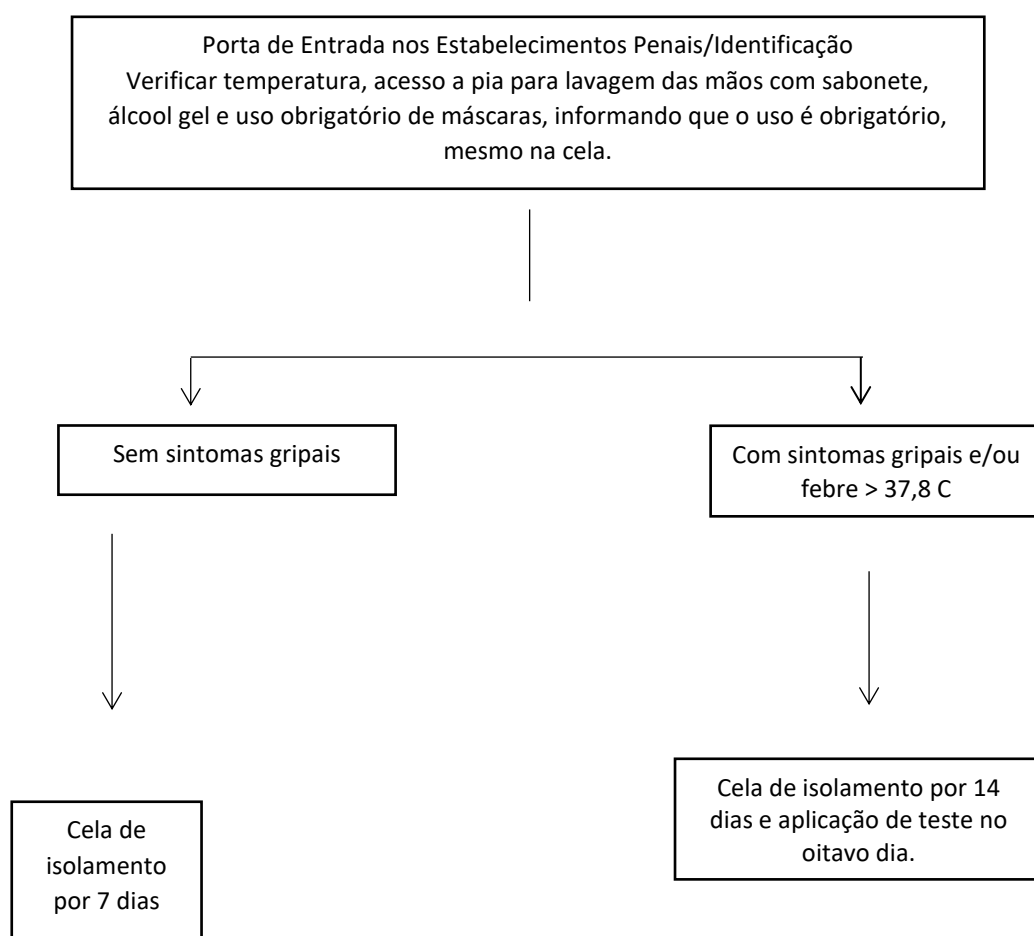 Porta de Entrada nos Estabelecimentos Penais/Identificação
Verificar temperatura, acesso a pia para lavagem das mãos com sabonete,
álcool gel e uso obrigatório de máscaras, informando que o uso é obrigatório,
mesmo na cela.
Sem sintomas gripais
Com sintomas gripais e/ou
febre > 37,8 C
Cela de isolamento por 14
dias e aplicação de teste no
oitavo dia.
Cela de
isolamento
por 7 dias